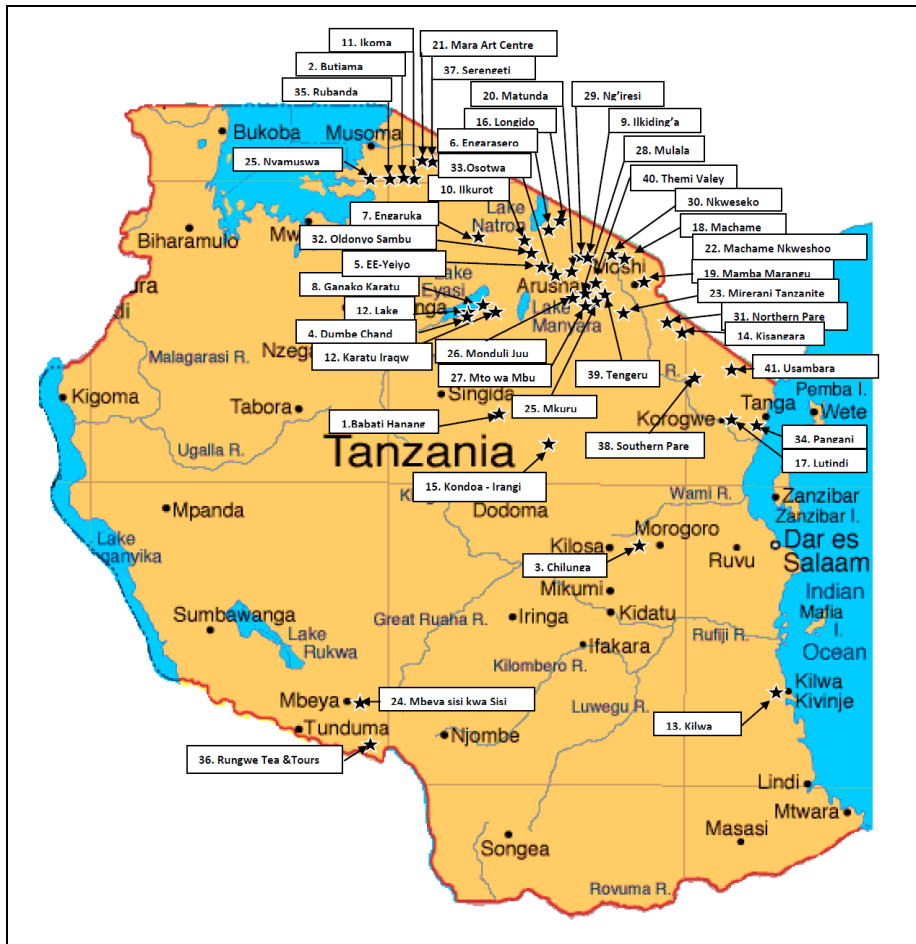 11. Ikoma
21. Mara Art Centre
2. Butiama
37. Serengeti
29. Ng'iresi
35. Rubanda
20. Matunda
9. Ilkiding'a
16. Longido
Bukoba
Musoma
6. Engarasero
28. Mulala
25. Nvamuswa
33.Osotwa
40. Themi Valey
10. Ilkurot
30. Nkweseko
7. Engaruka
Lake
Natron
18. Machame
Biharamulo
Mw
32. Oldonyo Sambu
22. Machame Nkweshoo
5. EE-Yeiyo
Moshi
19. Mamba Marangu
ura
8. Ganako Karatu
Lake
Eyasi
Arusha
23. Mirerani Tanzanite
di
12. Lake
nga
Lake
Manyara
31. Northern Pare
4. Dumbe Chand
14. Kisangara
Malagarasi R.
Nzega
12. Karatu Iraqw
26. Monduli Juu
27. Mto wa Mbu
39. Tengeru
R.
41. Usambara
Kigoma
Tabora
Singida
25. Mkuru
Pemba I.
Tanga
Wete
1.Babati Hanang
Korogwe
38. Southern Pare
34. Pangani
Ugalla R.
Tanzania
17. Lutindi
15. Kondoa - Irangi
Wami R.
Zanzibar
Mpanda
Dodoma
Zanzibar I.
Lake
nganyika
Kilosa
Morogoro
Ruvu
Dar es
Salaam
3. Chilunga
Mikumi
Indian
Sumbawanga
Great Ruaha R.
Iringa
Kidatu
Mafia
I.
Lake
Rukwa
Rufiji R.
Ocean
Ifakara
Kilombero R.
Mbeya
24. Mbeya sisi kwa Sisi
Luwegu R.
Kilwa
Kivinje
Tunduma
13. Kilwa
Njombe
36. Rungwe Tea &Tours
Lindi
Mtwara
Songea
Masasi
Rovuma R.